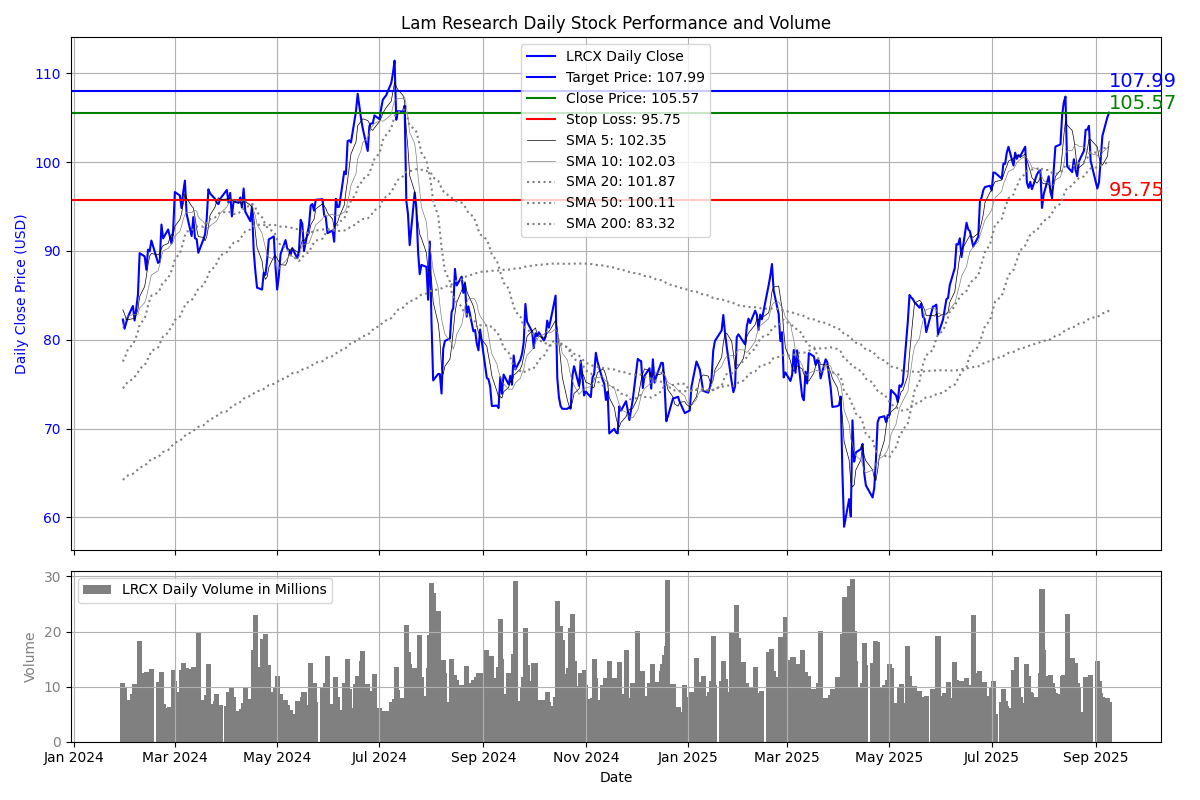 Lam Research Daily Stock Performance and Volume
LRCX Daily Close
Target Price: 107.99
Close Price: 105.57
Stop Loss: 95.75
SMA 5: 102.35
SMA 10: 102.03
SMA 20: 101.87
SMA 50: 100.11
SMA 200: 83.32
107.99
105.57
95.75
Daily Close Price (USD)
110
100
90
80
70
60
LRCX Daily Volume in Millions
Volume
30
20
10
0
Jan 2024 Mar 2024 May 2024 Jul 2024 Sep 2024 Nov 2024 Jan 2025 Mar 2025 May 2025 Jul 2025 Sep 2025
Date